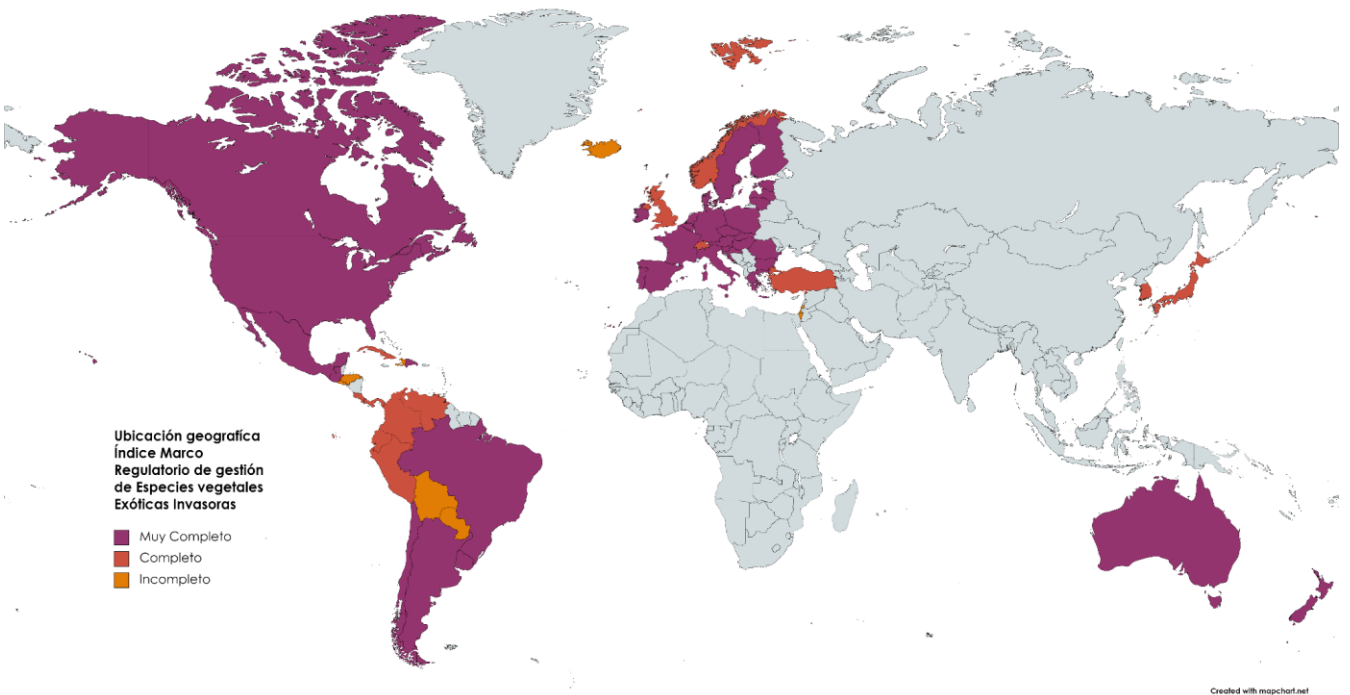 Ubicación geografíca
Índice Marco
Regulatorio de gestión
de Especies vegetales
Exóticas Invasoras
Muy Completo
Completo
Incompleto
Created with mapchart.net